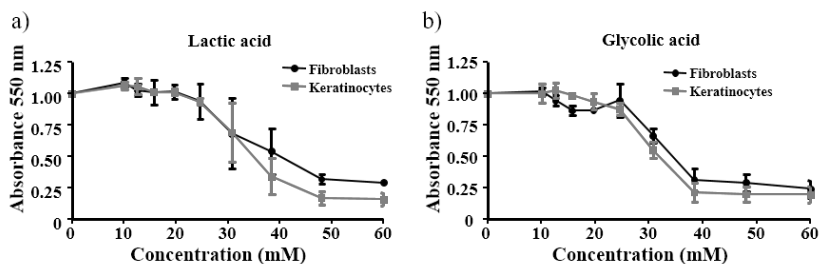 a)
Lactic acid
Absorbance 550 nm
1.25
1.00
0.75
0.50
0.25
0
0 10 20 30 40 50 60
Concentration (mM)
Fibroblasts
Keratinocytes
b)
Glycolic acid
Absorbance 550 nm
1.25
1.00
0.75
0.50
0.25
0
0 10 20 30 40 50 60
Concentration (mM)
Fibroblasts
Keratinocytes